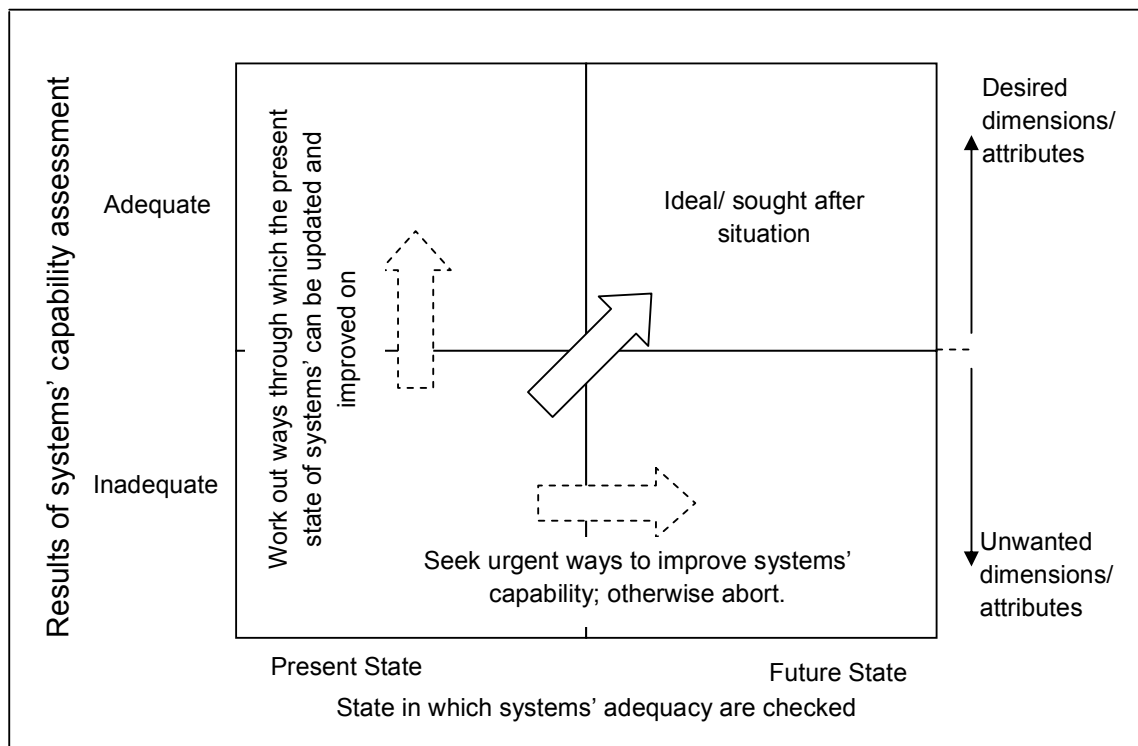 Results of systems’ capability assessment
Adequate
Inadequate
Work out ways through which the present
state of systems’ can be updated and
improved on
Ideal/ sought after
situation
Seek urgent ways to improve systems’
capability; otherwise abort.
Desired
dimensions/
attributes
Unwanted
dimensions/
attributes
Present State
Future State
State in which systems’ adequacy are checked